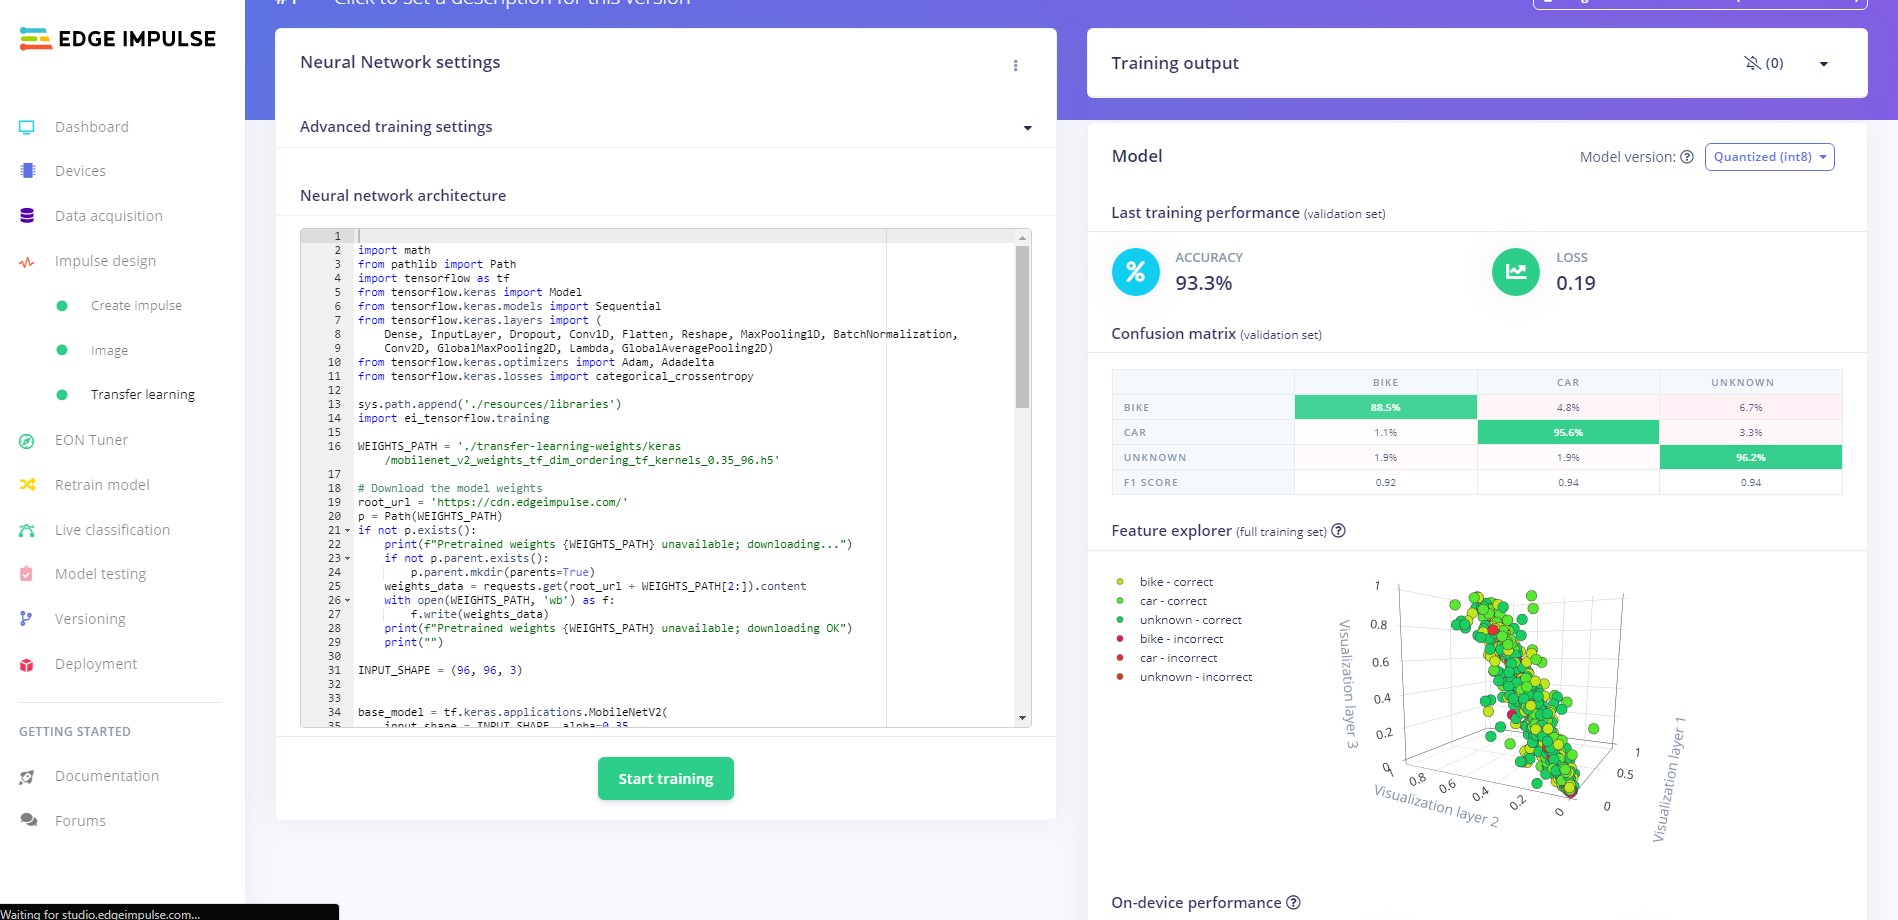 #1 Click to set a description for this version
EDGE IMPULSE
Dashboard
Devices
Data acquisition
Impulse design
Create impulse
Image
Transfer learning
EON Tuner
Retrain model
Live classification
Model testing
Versioning
Deployment
GETTING STARTED
Documentation
Forums
Waiting for studio.edgeimpulse.com...
Neural Network settings
Advanced training settings
Neural network architecture
1
2 import math
3 from pathlib import Path
4 import tensorflow as tf
5 from tensorflow.keras import Model
6 from tensorflow.keras.models import Sequential
7 from tensorflow.keras.layers import (
8 Dense, InputLayer, Dropout, Conv1D, Flatten, Reshape, MaxPooling1D, BatchNormalization,
9 Conv2D, GlobalMaxPooling2D, Lambda, GlobalAveragePooling2D)
10 from tensorflow.keras.optimizers import Adam, Adadelta
11 from tensorflow.keras.losses import categorical_crossentropy
12
13 sys.path.append('./resources/libraries')
14 import ei_tensorflow.training
15
16 WEIGHTS_PATH = './transfer-learning-weights/keras
/mobilenet_v2_weights_tf_dim_ordering_tf_kernels_0.35_96.h5'
17
18 # Download the model weights
19 root_url = 'https://cdn.edgeimpulse.com/'
20 p = Path(WEIGHTS_PATH)
21 if not p.exists():
22 print(f"Pretrained weights {WEIGHTS_PATH} unavailable; downloading...")
23 if not p.parent.exists():
24 p.parent.mkdir(parents=True)
25 weights_data = requests.get(root_url + WEIGHTS_PATH[2:]).content
26 with open(WEIGHTS_PATH, 'wb') as f:
27 f.write(weights_data)
28 print(f"Pretrained weights {WEIGHTS_PATH} unavailable; downloading OK")
29 print("")
30
31 INPUT_SHAPE = (96, 96, 3)
32
33
34 base_model = tf.keras.applications.MobileNetV2(
35 input_shape = INPUT_SHAPE, alpha=0.35
Start training
Training output
(0)
Model
Model version: Quantized (int8)
Last training performance (validation set)
% ACCURACY
93.3%
LOSS
0.19
Confusion matrix (validation set)
BIKE CAR UNKNOWN
BIKE 88.5% 4.8% 6.7%
CAR 1.1% 95.6% 3.3%
UNKNOWN 1.9% 1.9% 96.2%
F1 SCORE 0.92 0.94 0.94
Feature explorer (full training set)
bike - correct
car - correct
unknown - correct
bike - incorrect
car - incorrect
unknown - incorrect
Visualization layer 3
1
0.8
0.6
0.4
0.2
0
1 0.8 0.6 0.4 0.2 0
Visualization layer 2
1
0.5
0
Visualization layer 1
On-device performance